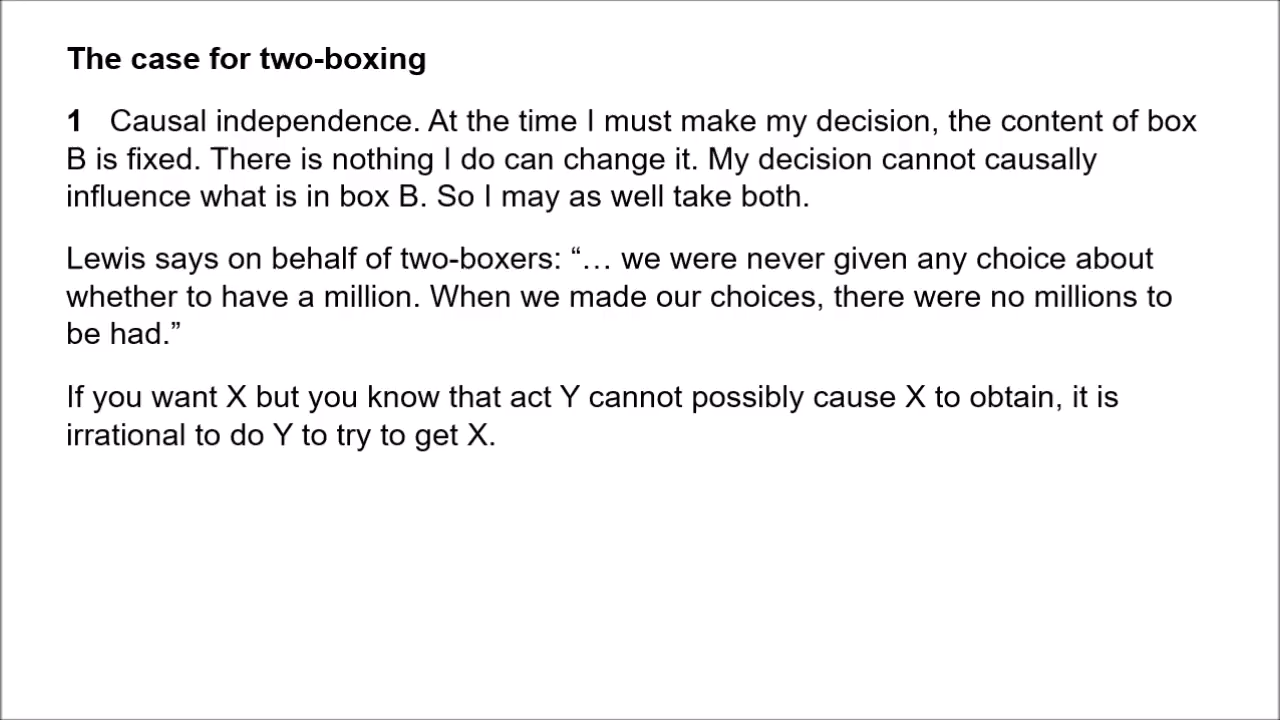 The case for two-boxing
1 Causal independence. At the time I must make my decision, the content of box
B is fixed. There is nothing I do can change it. My decision cannot causally
influence what is in box B. So I may as well take both.
Lewis says on behalf of two-boxers: “… we were never given any choice about
whether to have a million. When we made our choices, there were no millions to
be had.”
If you want X but you know that act Y cannot possibly cause X to obtain, it is
irrational to do Y to try to get X.